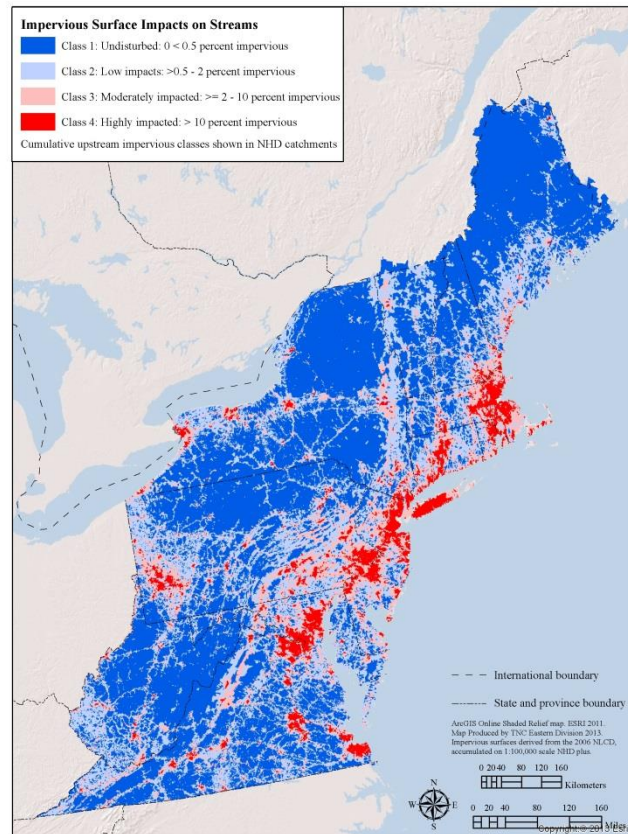 Impervious Surface Impacts on Streams
Class 1: Undisturbed: 0 < 0.5 percent impervious
Class 2: Low impacts: >0.5 - 2 percent impervious
Class 3: Moderately impacted: >= 2 - 10 percent impervious
Class 4: Highly impacted: > 10 percent impervious
Cumulative upstream impervious classes shown in NHD catchments
International boundary
State and province boundary
ArcGIS Online Shaded Relief map. ESRI 2011.
Map Produced by TNC Eastern Division 2013.
Impervious surfaces derived from the 2006 NLCD,
accumulated on 1:100,000 scale NHD plus.
0 20 40 80 120 160
Kilometers
N
W E
S
0 20 40 80 120 160
Miles
Copyright:© 2013 Esri